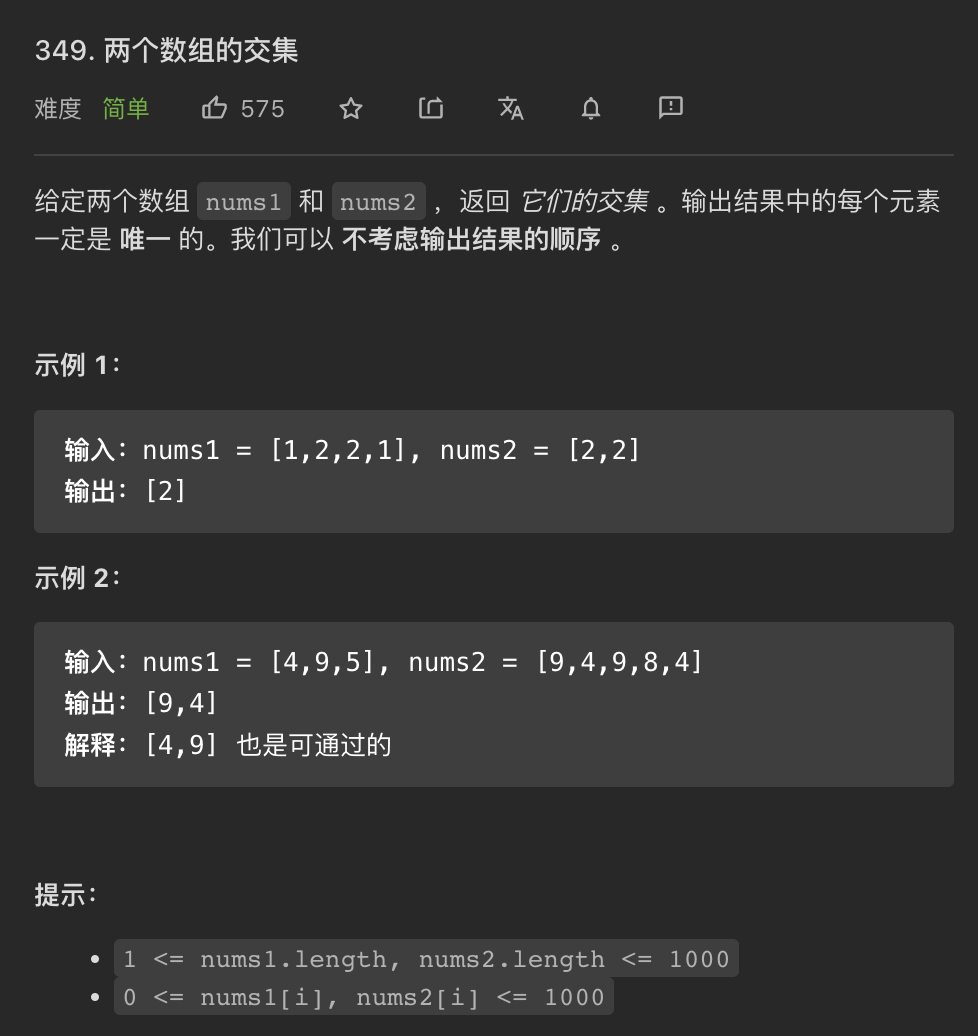 349. 两个数组的交集
难度 简单 575
给定两个数组 nums1 和 nums2 ，返回 它们的交集 。输出结果中的每个元素
一定是 唯一 的。我们可以 不考虑输出结果的顺序 。
示例 1：
输入：nums1 = [1,2,2,1], nums2 = [2,2]
输出：[2]
示例 2：
输入：nums1 = [4,9,5], nums2 = [9,4,9,8,4]
输出：[9,4]
解释：[4,9] 也是可通过的
提示：
• 1 <= nums1.length, nums2.length <= 1000
• 0 <= nums1[i], nums2[i] <= 1000